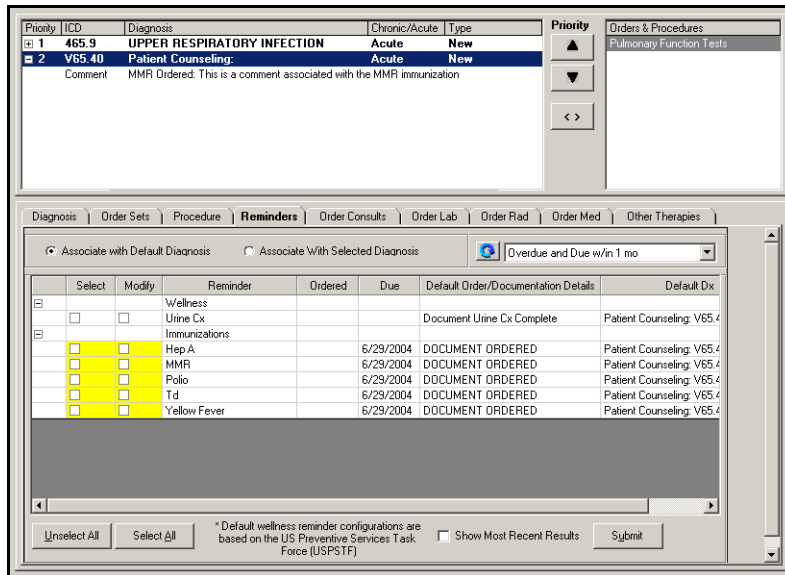 Priority ICD Diagnosis Chronic/Acute Type
1 465.9 UPPER RESPIRATORY INFECTION Acute New
2 V65.40 Patient Counseling: Acute New
Comment MMR Ordered: This is a comment associated with the MMR immunization
Priority
< >
Orders & Procedures
Pulmonary Function Tests
Diagnosis Order Sets Procedure Reminders Order Consults Order Lab Order Rad Order Med Other Therapies
Associate with Default Diagnosis Associate With Selected Diagnosis Overdue and Due w/in 1 mo
Select Modify Reminder Ordered Due Default Order/Documentation Details Default Dx
Wellness
Urine Cx Document Urine Cx Complete Patient Counseling: V65.4
Immunizations
Hep A 6/29/2004 DOCUMENT ORDERED Patient Counseling: V65.4
MMR 6/29/2004 DOCUMENT ORDERED Patient Counseling: V65.4
Polio 6/29/2004 DOCUMENT ORDERED Patient Counseling: V65.4
Td 6/29/2004 DOCUMENT ORDERED Patient Counseling: V65.4
Yellow Fever 6/29/2004 DOCUMENT ORDERED Patient Counseling: V65.4
Unselect All Select All
* Default wellness reminder configurations are
based on the US Preventive Services Task
Force (USPSTF)
Show Most Recent Results Submit